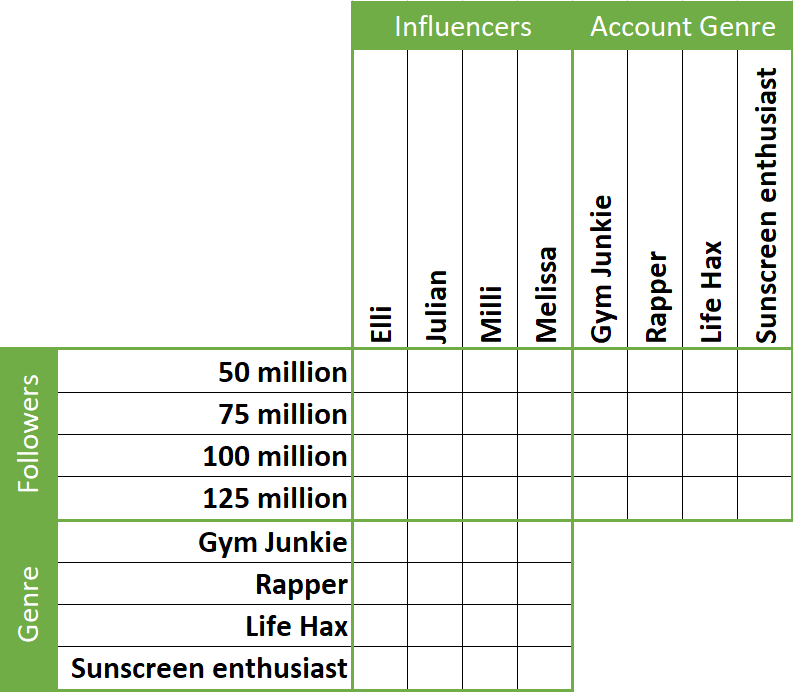 Influencers
Account Genre
Elli
Julian
Milli
Melissa
Gym Junkie
Rapper
Life Hax
Sunscreen enthusiast
Followers
50 million
75 million
100 million
125 million
Genre
Gym Junkie
Rapper
Life Hax
Sunscreen enthusiast